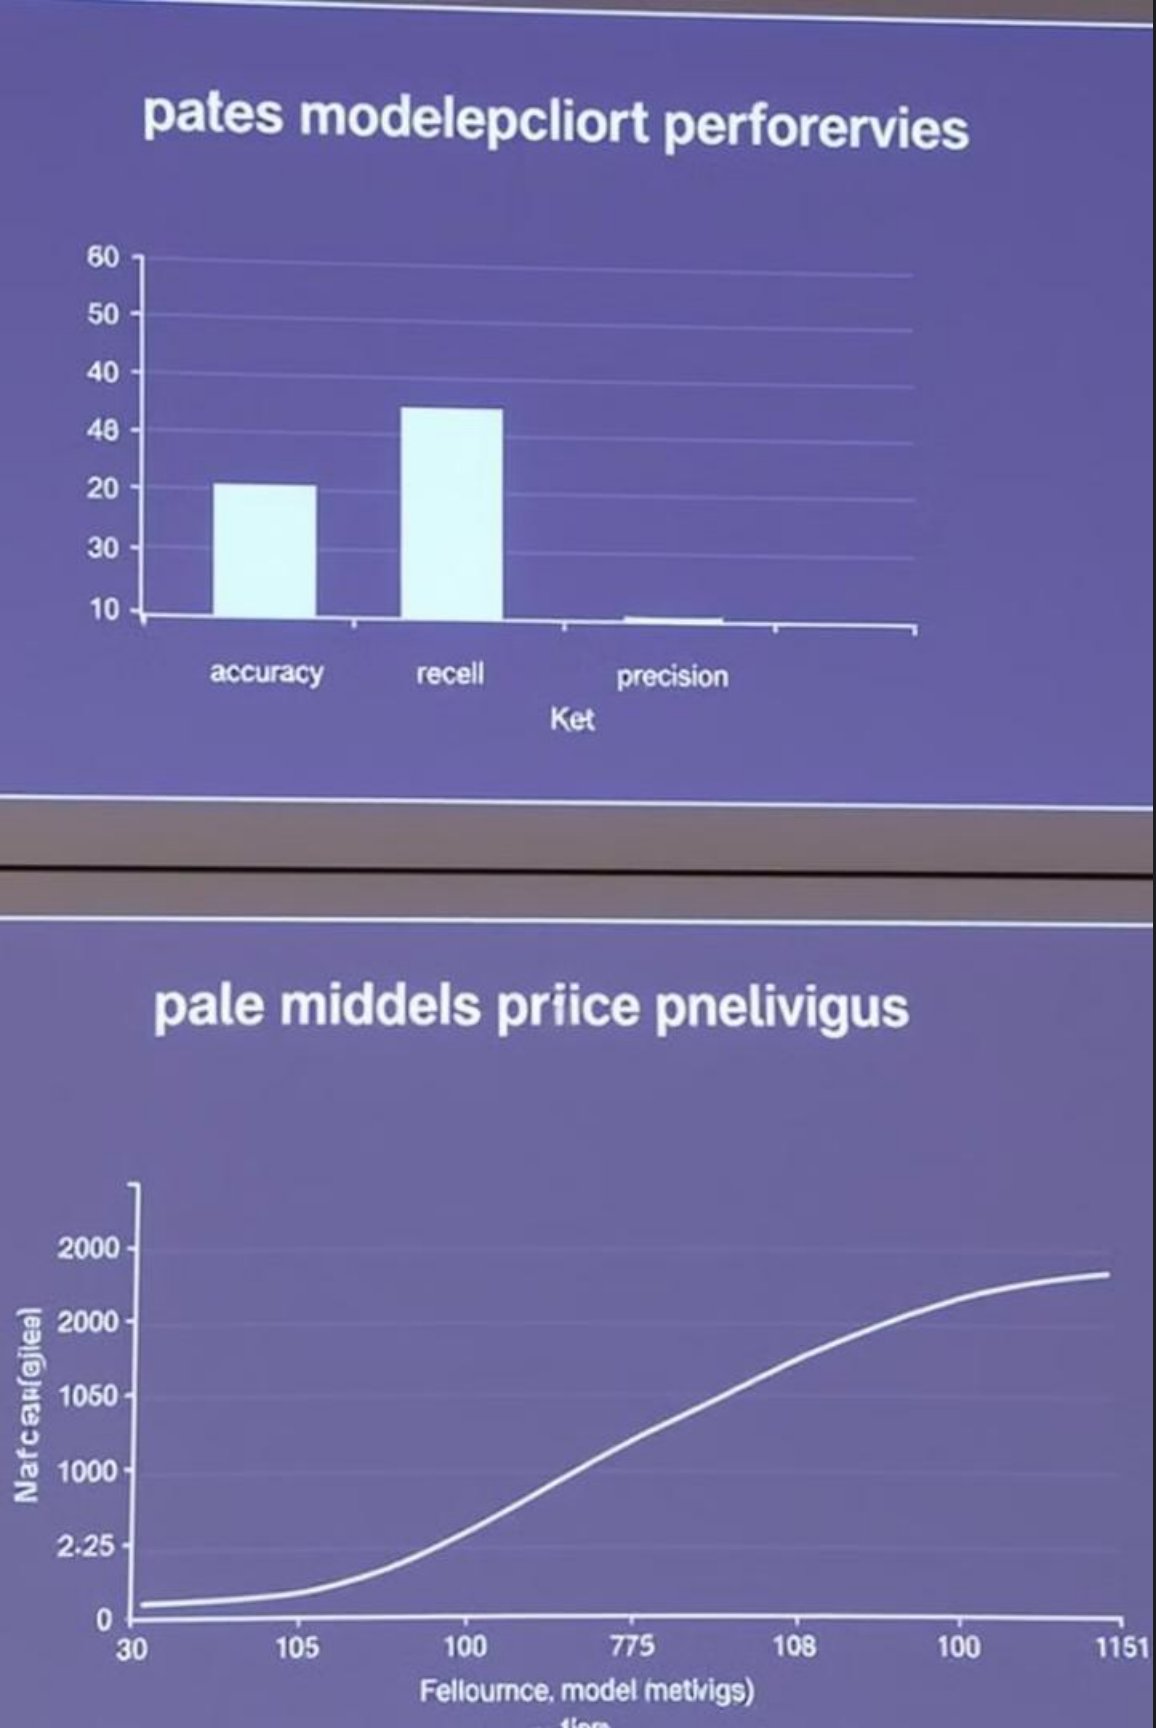 pates modelepcliort perforervies
60
50
40
48
20
30
10
accuracy recell precision
Ket
pale middels priice pnelivigus
2000
2000
1050
1000
2.25
0
30 105 100 775 108 100 1151
Fellournce, model (metivigs)